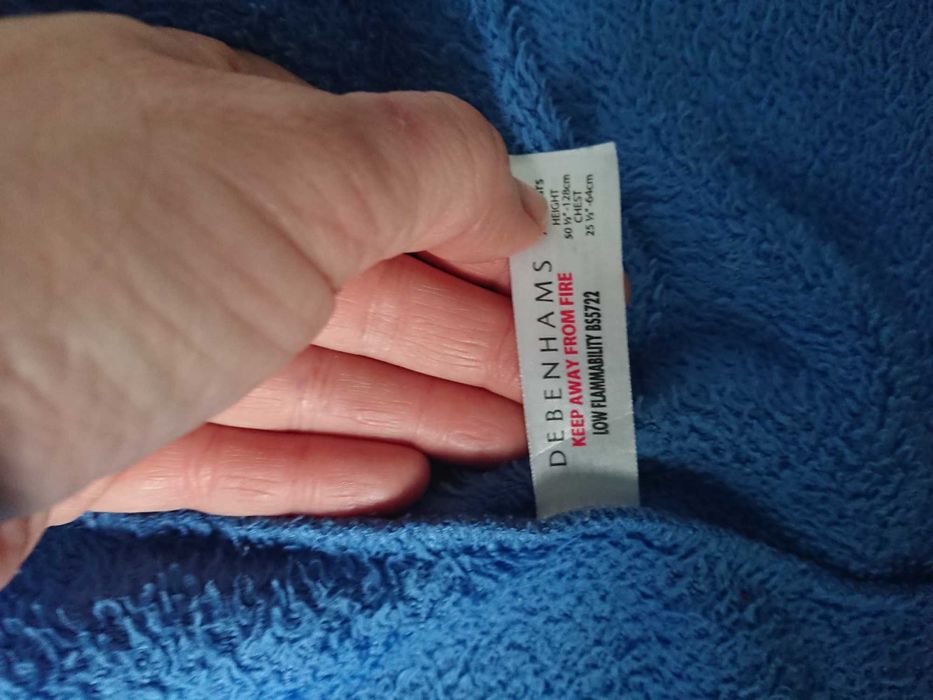 DEBENHAMS
KEEP AWAY FROM FIRE
LOW FLAMMABILITY BS5722
HEIGHT
50 ½"-128cm
CHEST
25 ½"-64cm